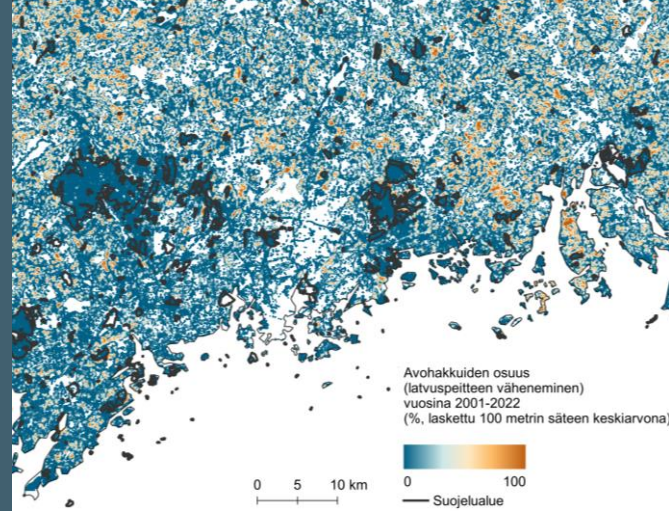 Avohakkuiden osuus
(latvuspeitteen väheneminen)
vuosina 2001-2022
(%, laskettu 100 metrin säteen keskiarvona)
0 100
0 5 10 km
Suojelualue